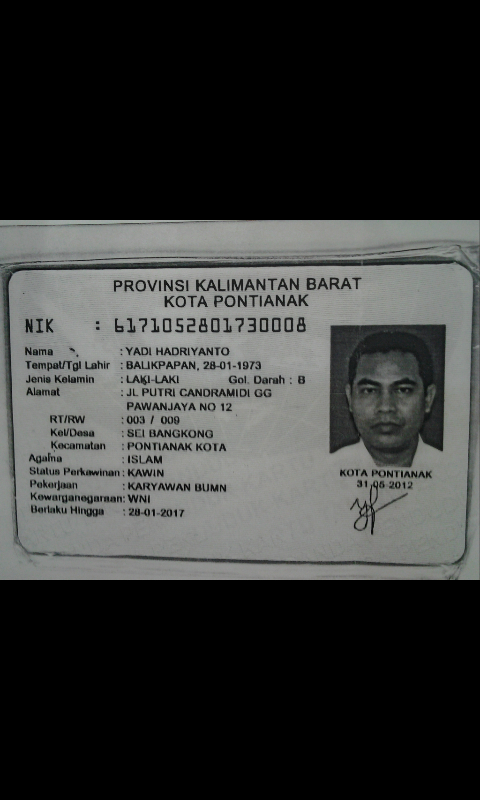 PROVINSI KALIMANTAN BARAT
KOTA PONTIANAK
NIK : 6171052801730008
Nama : YADI HADRIYANTO
Tempat/Tgl Lahir : BALIKPAPAN, 28-01-1973
Jenis Kelamin : LAKI-LAKI Gol. Darah : B
Alamat : JL PUTRI CANDRAMIDI GG
PAWANJAYA NO 12
RT/RW : 003 / 009
Kel/Desa : SEI BANGKONG
Kecamatan : PONTIANAK KOTA
Agama : ISLAM
Status Perkawinan: KAWIN
Pekerjaan : KARYAWAN BUMN
Kewarganegaraan: WNI
Berlaku Hingga : 28-01-2017
KOTA PONTIANAK
31-05-2012